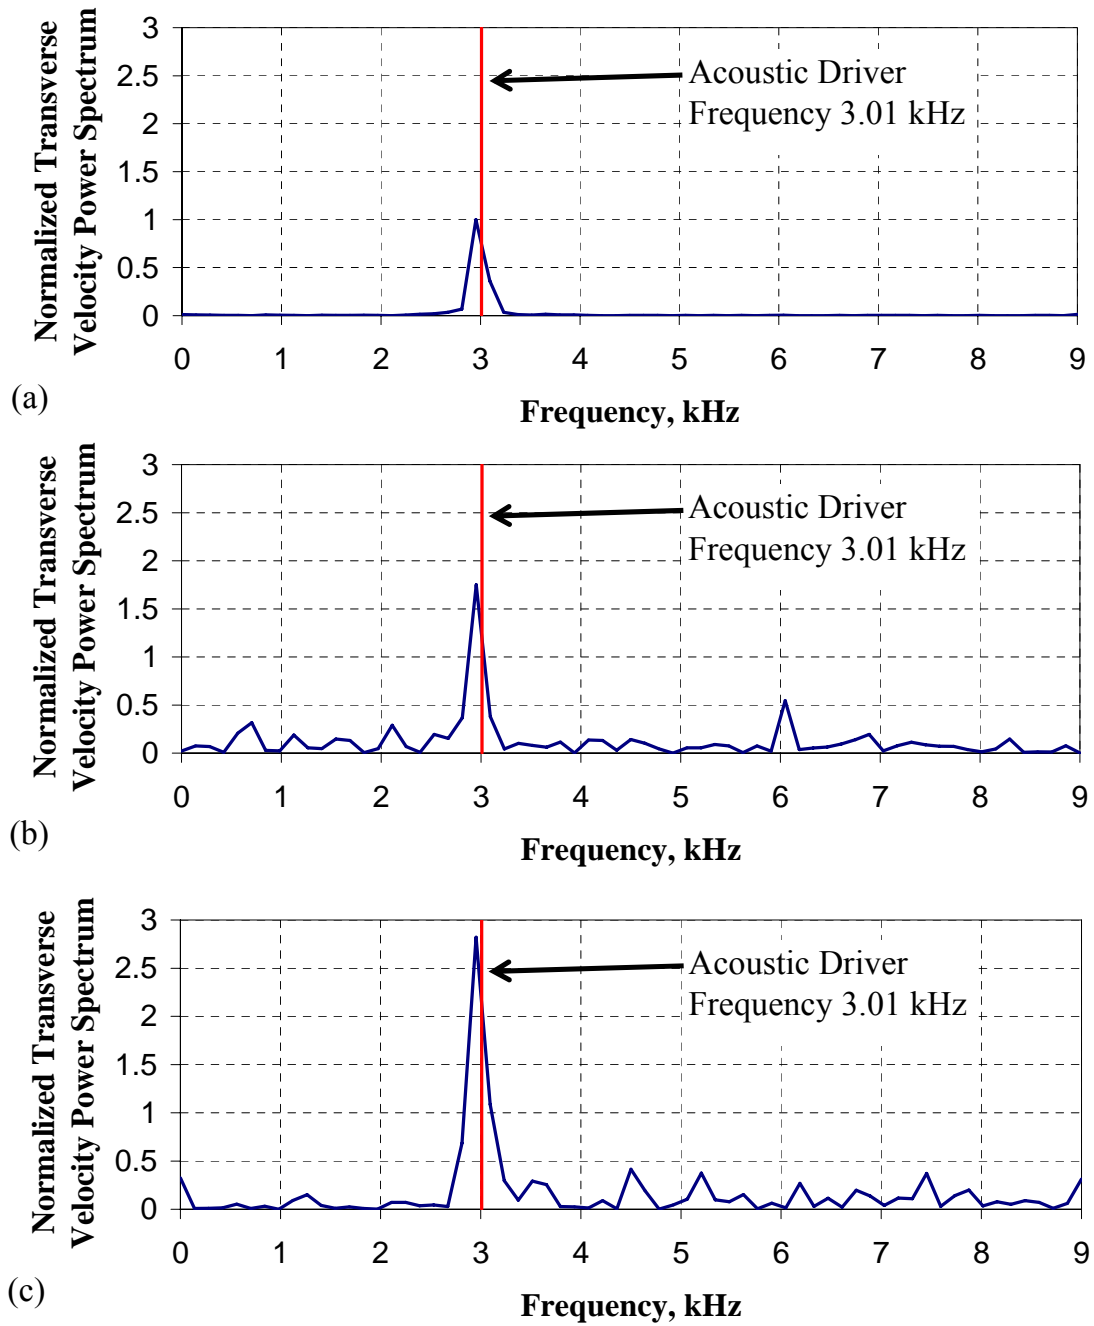 Normalized Transverse
Velocity Power Spectrum
3
2.5
2
1.5
1
0.5
0
Acoustic Driver
Frequency 3.01 kHz
0 1 2 3 4 5 6 7 8 9
Frequency, kHz
(a)
Normalized Transverse
Velocity Power Spectrum
3
2.5
2
1.5
1
0.5
0
Acoustic Driver
Frequency 3.01 kHz
0 1 2 3 4 5 6 7 8 9
Frequency, kHz
(b)
Normalized Transverse
Velocity Power Spectrum
3
2.5
2
1.5
1
0.5
0
Acoustic Driver
Frequency 3.01 kHz
0 1 2 3 4 5 6 7 8 9
Frequency, kHz
(c)